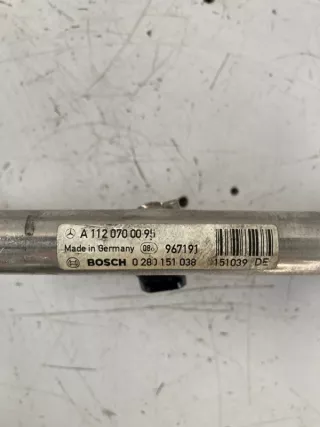 A 112 070 00 95
Made in Germany 967191
BOSCH 0 280 151 038 151039 DE